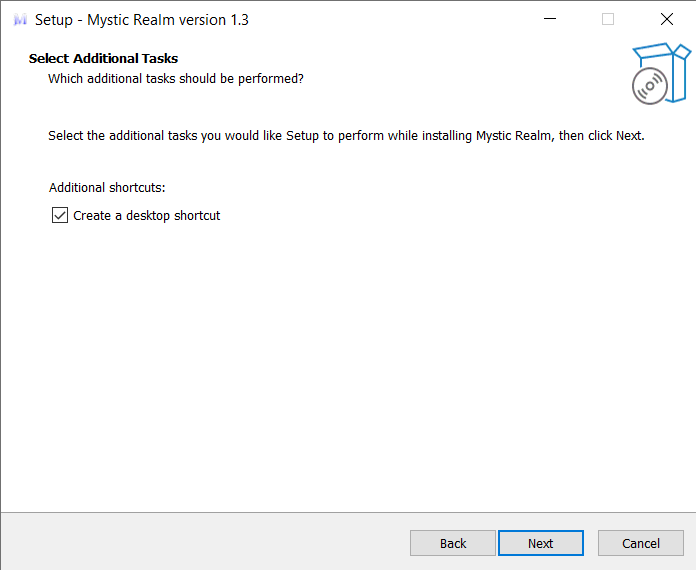 M Setup - Mystic Realm version 1.3
Select Additional Tasks
Which additional tasks should be performed?
Select the additional tasks you would like Setup to perform while installing Mystic Realm, then click Next.
Additional shortcuts:
Create a desktop shortcut
Back Next Cancel